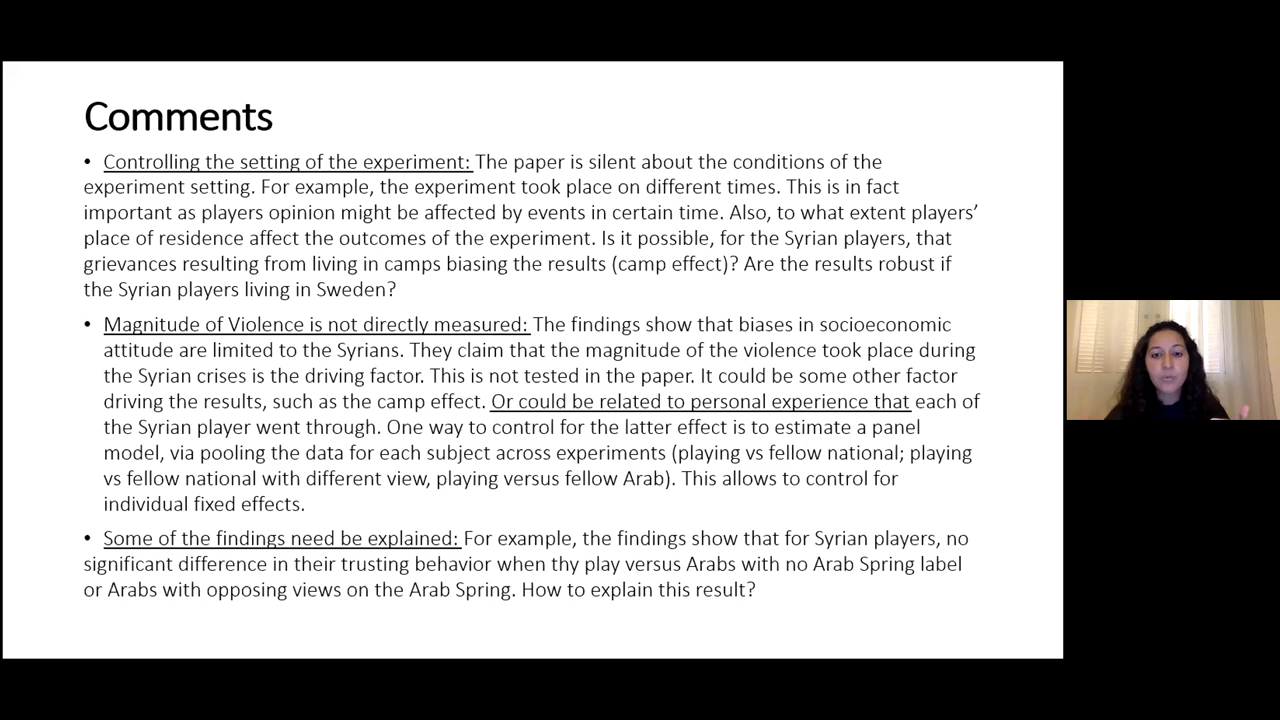 Comments
• Controlling the setting of the experiment: The paper is silent about the conditions of the
experiment setting. For example, the experiment took place on different times. This is in fact
important as players opinion might be affected by events in certain time. Also, to what extent players’
place of residence affect the outcomes of the experiment. Is it possible, for the Syrian players, that
grievances resulting from living in camps biasing the results (camp effect)? Are the results robust if
the Syrian players living in Sweden?
• Magnitude of Violence is not directly measured: The findings show that biases in socioeconomic
attitude are limited to the Syrians. They claim that the magnitude of the violence took place during
the Syrian crises is the driving factor. This is not tested in the paper. It could be some other factor
driving the results, such as the camp effect. Or could be related to personal experience that each of
the Syrian player went through. One way to control for the latter effect is to estimate a panel
model, via pooling the data for each subject across experiments (playing vs fellow national; playing
vs fellow national with different view, playing versus fellow Arab). This allows to control for
individual fixed effects.
• Some of the findings need be explained: For example, the findings show that for Syrian players, no
significant difference in their trusting behavior when thy play versus Arabs with no Arab Spring label
or Arabs with opposing views on the Arab Spring. How to explain this result?